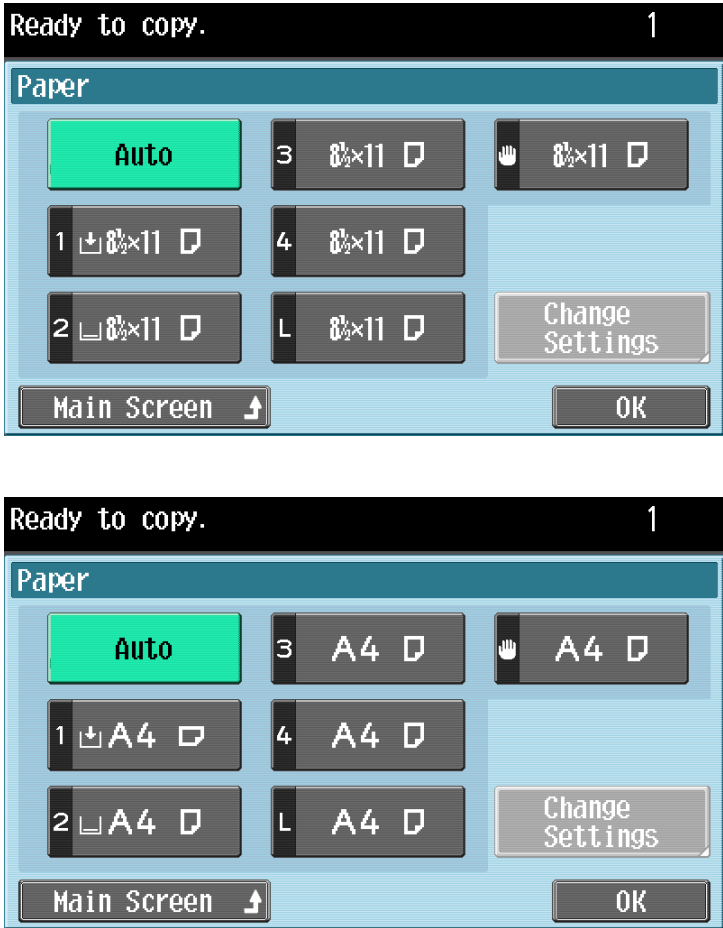 Ready to copy. 1
Paper
Auto 3 8½×11 8½×11
1 8½×11 4 8½×11
2 8½×11 L 8½×11 Change
Settings
Main Screen OK
Ready to copy. 1
Paper
Auto 3 A4 A4
1 A4 4 A4
2 A4 L A4 Change
Settings
Main Screen OK